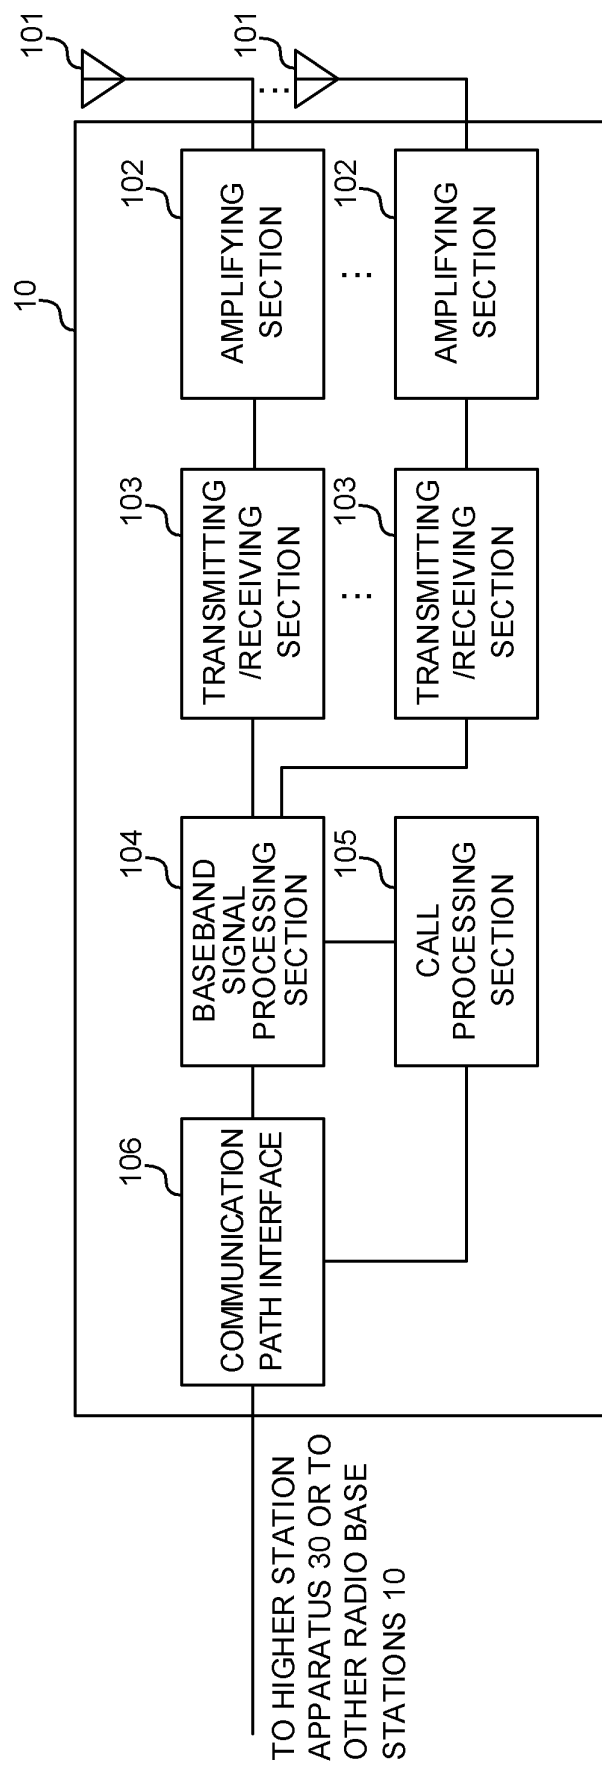 10
101
101
102
AMPLIFYING
SECTION
...
102
AMPLIFYING
SECTION
...
103
TRANSMITTING
/RECEIVING
SECTION
...
103
TRANSMITTING
/RECEIVING
SECTION
104
BASEBAND
SIGNAL
PROCESSING
SECTION
105
CALL
PROCESSING
SECTION
106
COMMUNICATION
PATH INTERFACE
TO HIGHER STATION
APPARATUS 30 OR TO
OTHER RADIO BASE
STATIONS 10